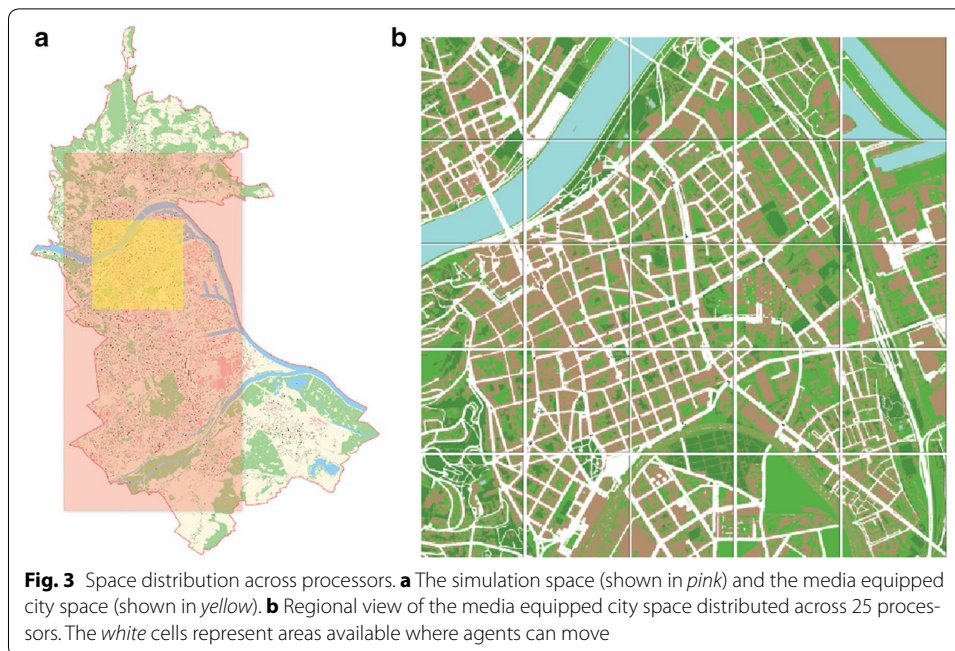 a
b
Fig. 3 Space distribution across processors. a The simulation space (shown in pink) and the media equipped
city space (shown in yellow). b Regional view of the media equipped city space distributed across 25 proces-
sors. The white cells represent areas available where agents can move